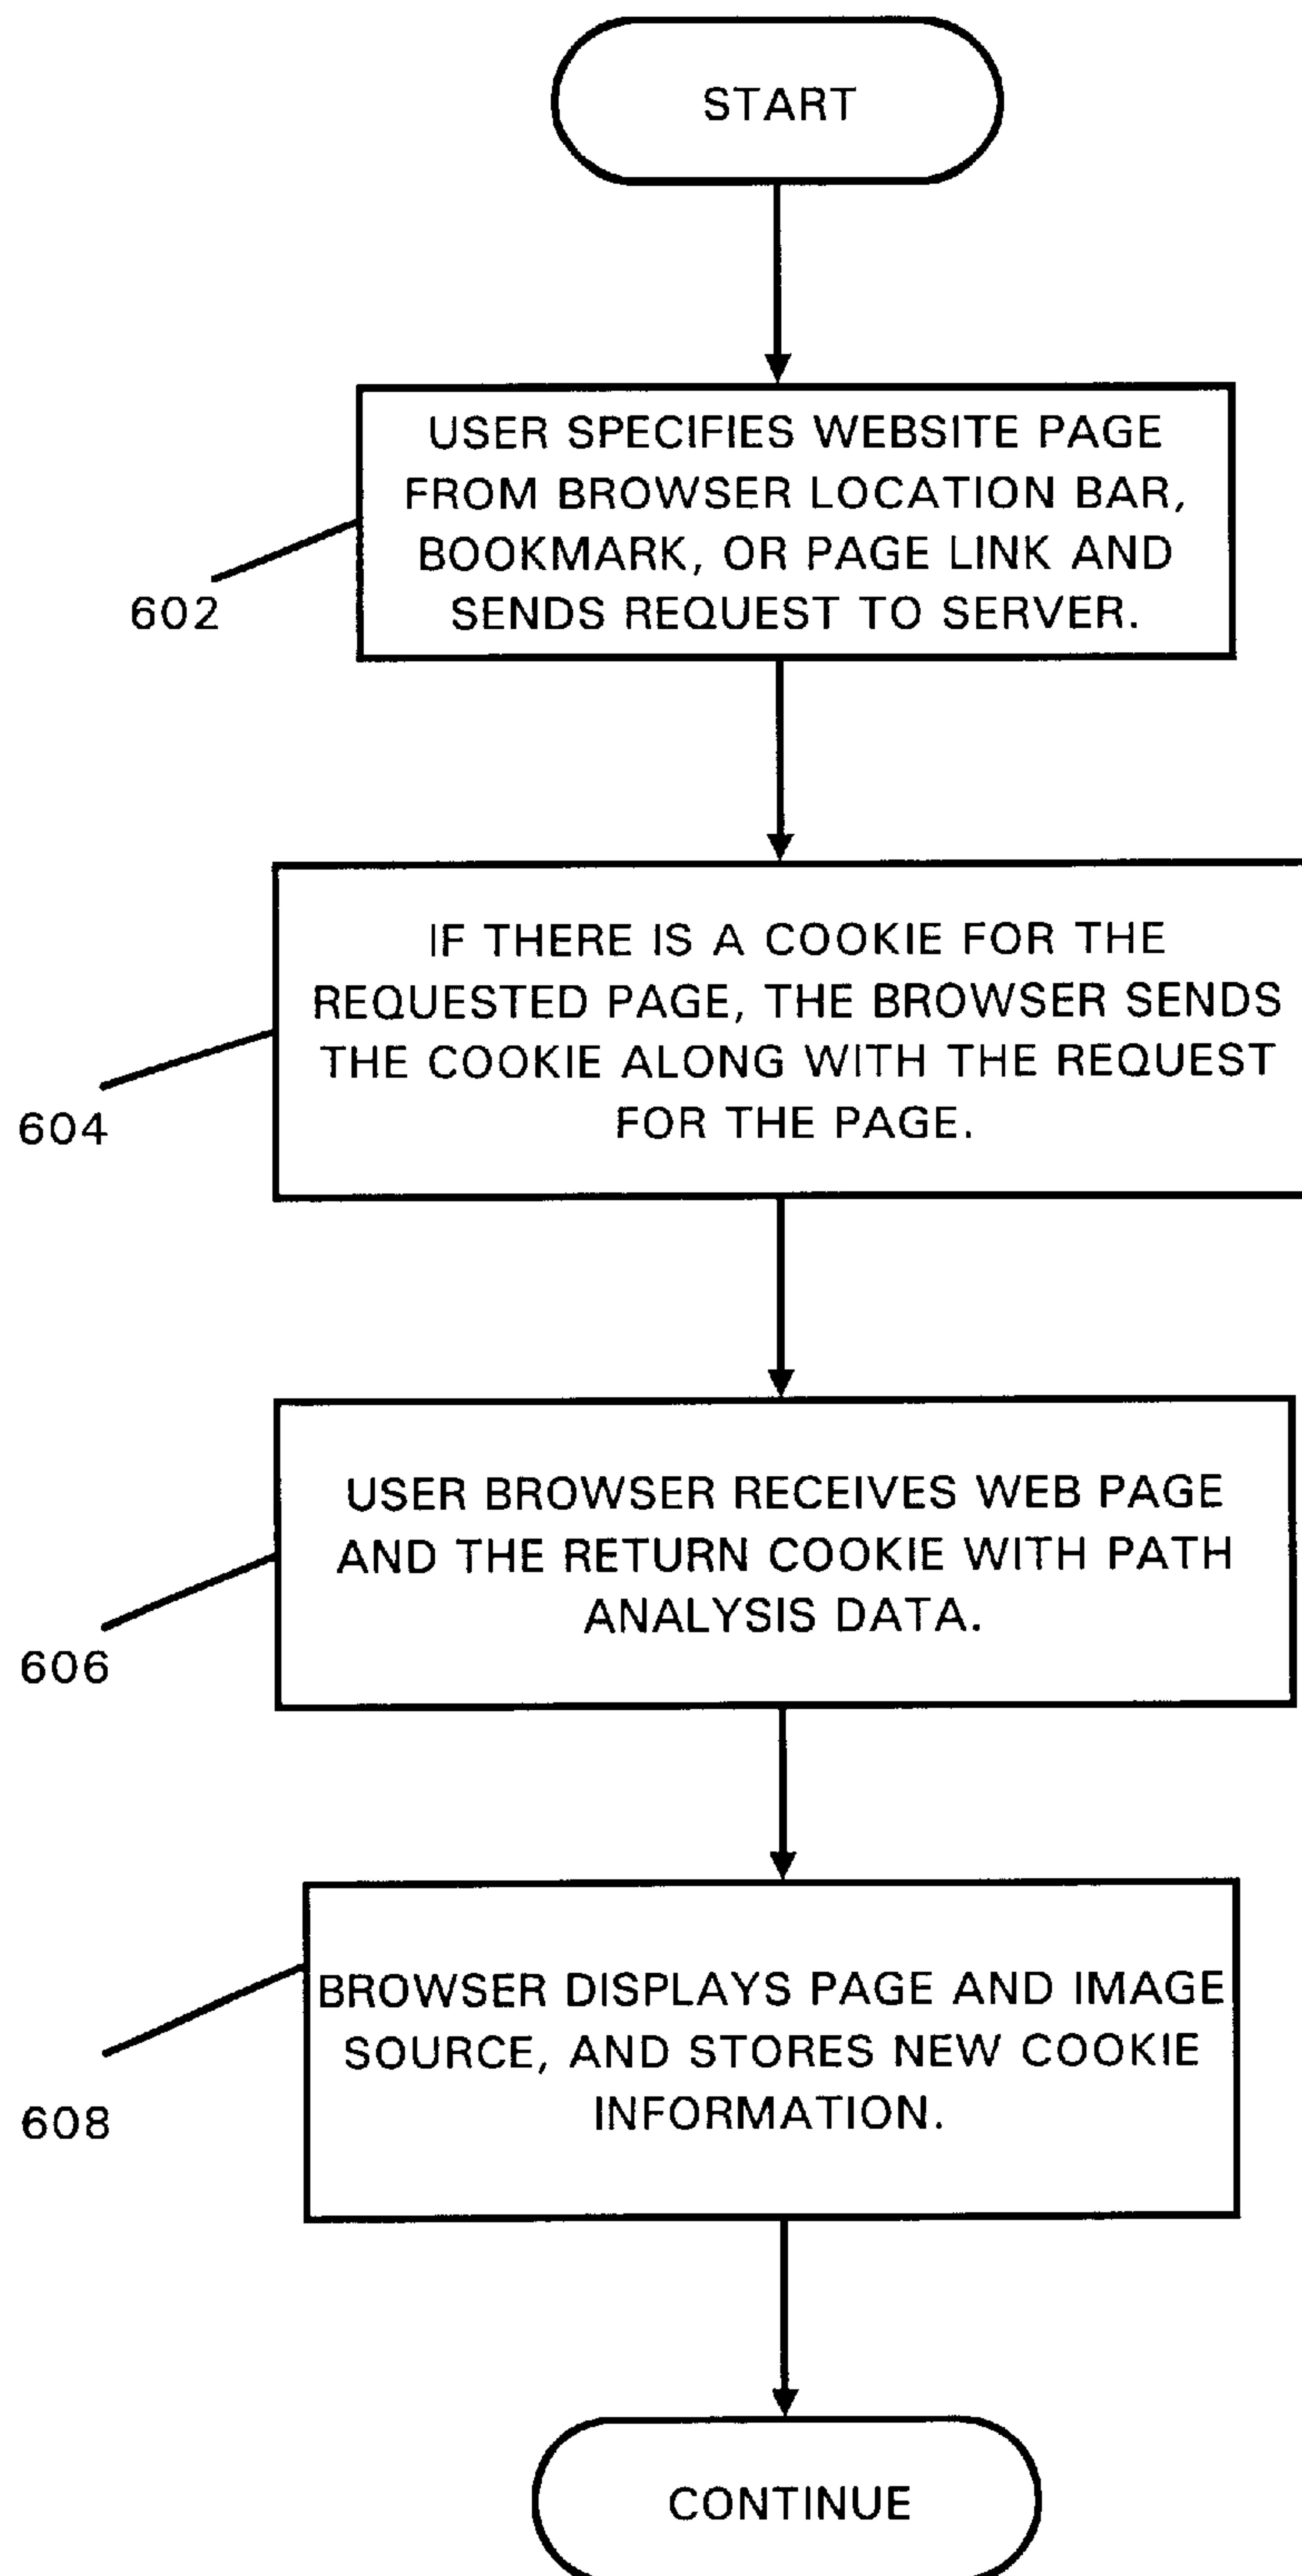 START
USER SPECIFIES WEBSITE PAGE
FROM BROWSER LOCATION BAR,
BOOKMARK, OR PAGE LINK AND
SENDS REQUEST TO SERVER.
602
IF THERE IS A COOKIE FOR THE
REQUESTED PAGE, THE BROWSER SENDS
THE COOKIE ALONG WITH THE REQUEST
FOR THE PAGE.
604
USER BROWSER RECEIVES WEB PAGE
AND THE RETURN COOKIE WITH PATH
ANALYSIS DATA.
606
BROWSER DISPLAYS PAGE AND IMAGE
SOURCE, AND STORES NEW COOKIE
INFORMATION.
608
CONTINUE